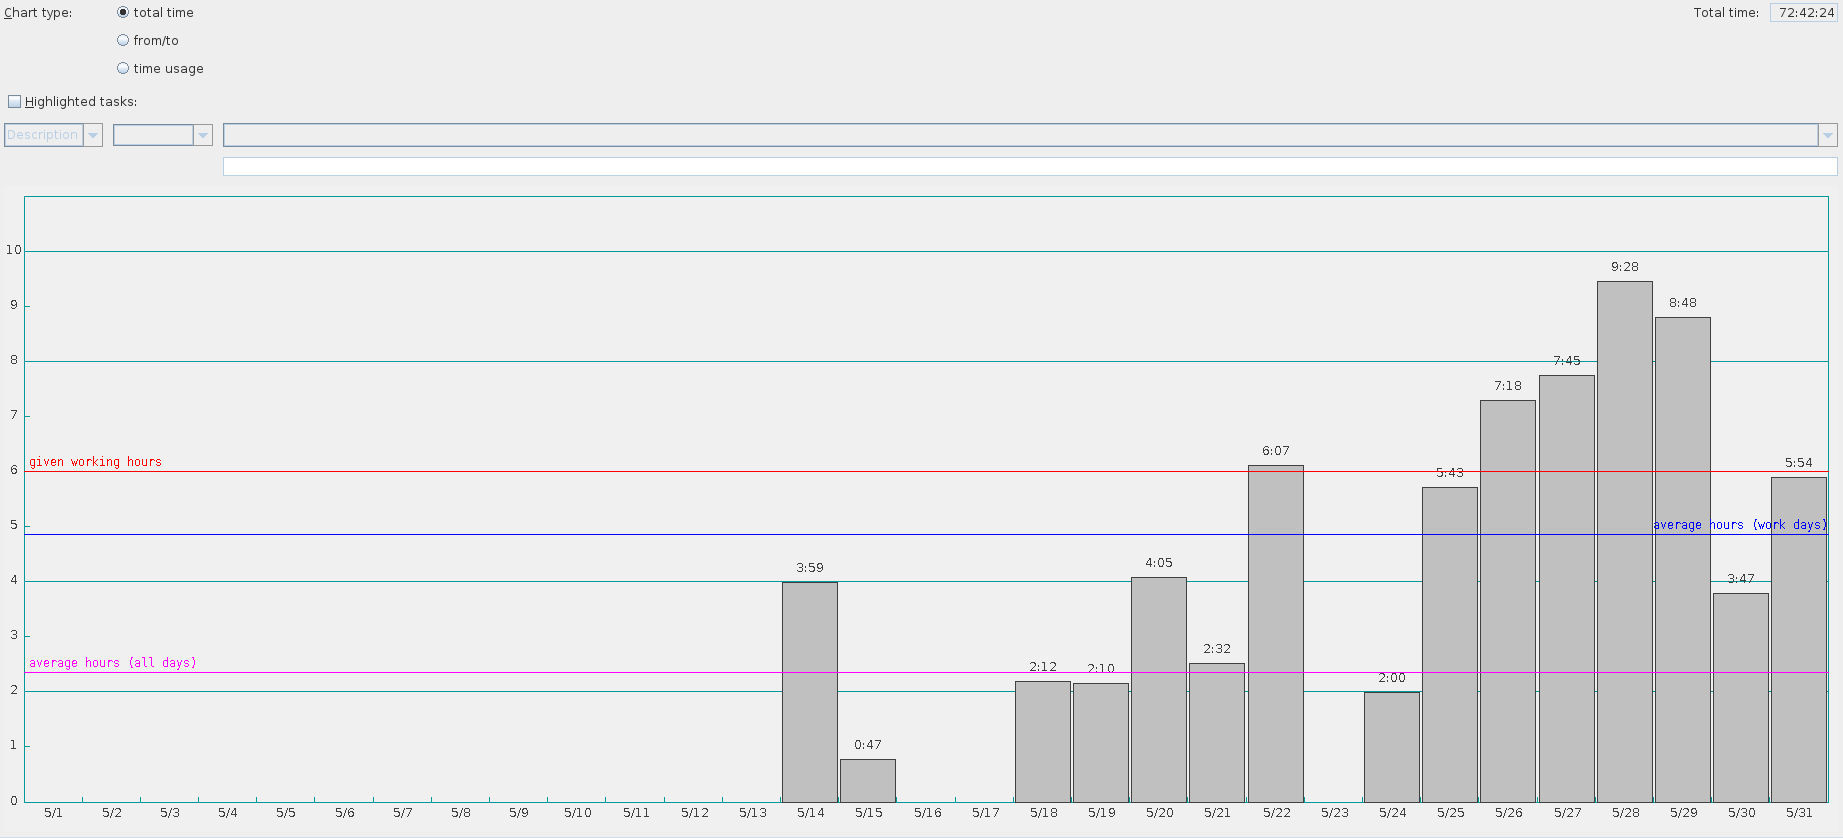 Chart type: total time Total time: 72:42:24
from/to
time usage
Highlighted tasks:
Description
10
9:28
9
8:48
8
7:45
7:18
7
given working hours
6:07
6
5:54
5:43
5
average hours (work days)
4:05
3:59
4
3:47
3
2:32
average hours (all days)
2:12
2:10
2:00
2
1
0:47
0
5/1 5/2 5/3 5/4 5/5 5/6 5/7 5/8 5/9 5/10 5/11 5/12 5/13 5/14 5/15 5/16 5/17 5/18 5/19 5/20 5/21 5/22 5/23 5/24 5/25 5/26 5/27 5/28 5/29 5/30 5/31